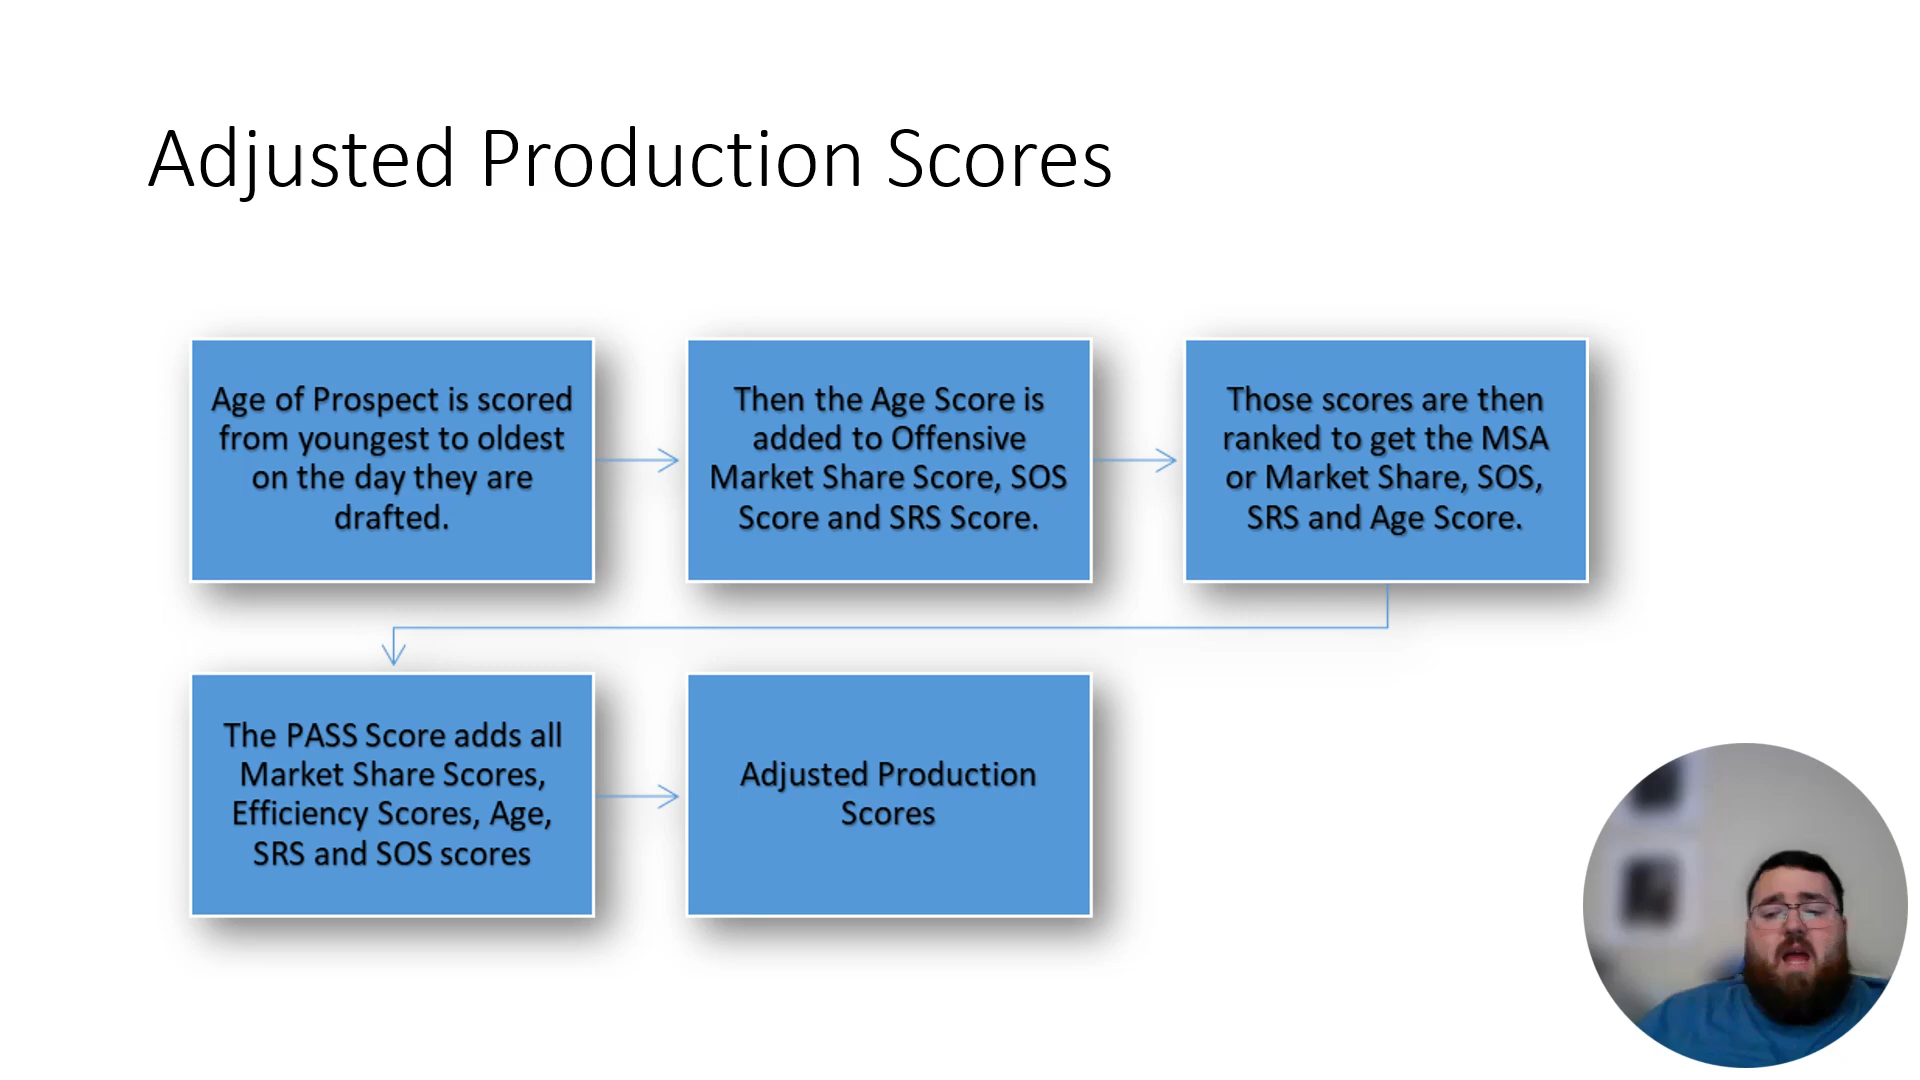 Adjusted Production Scores
Age of Prospect is scored
from youngest to oldest
on the day they are
drafted.
Then the Age Score is
added to Offensive
Market Share Score, SOS
Score and SRS Score.
Those scores are then
ranked to get the MSA
or Market Share, SOS,
SRS and Age Score.
The PASS Score adds all
Market Share Scores,
Efficiency Scores, Age,
SRS and SOS scores
Adjusted Production
Scores